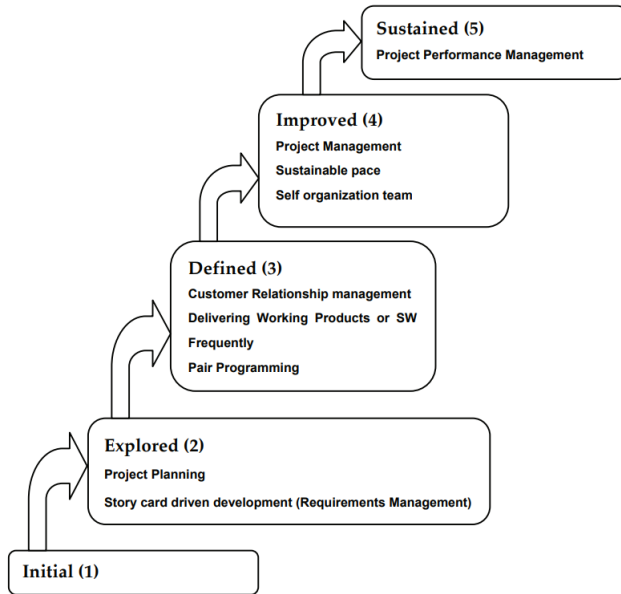 Sustained (5)
Project Performance Management
Improved (4)
Project Management
Sustainable pace
Self organization team
Defined (3)
Customer Relationship management
Delivering Working Products or SW
Frequently
Pair Programming
Explored (2)
Project Planning
Story card driven development (Requirements Management)
Initial (1)